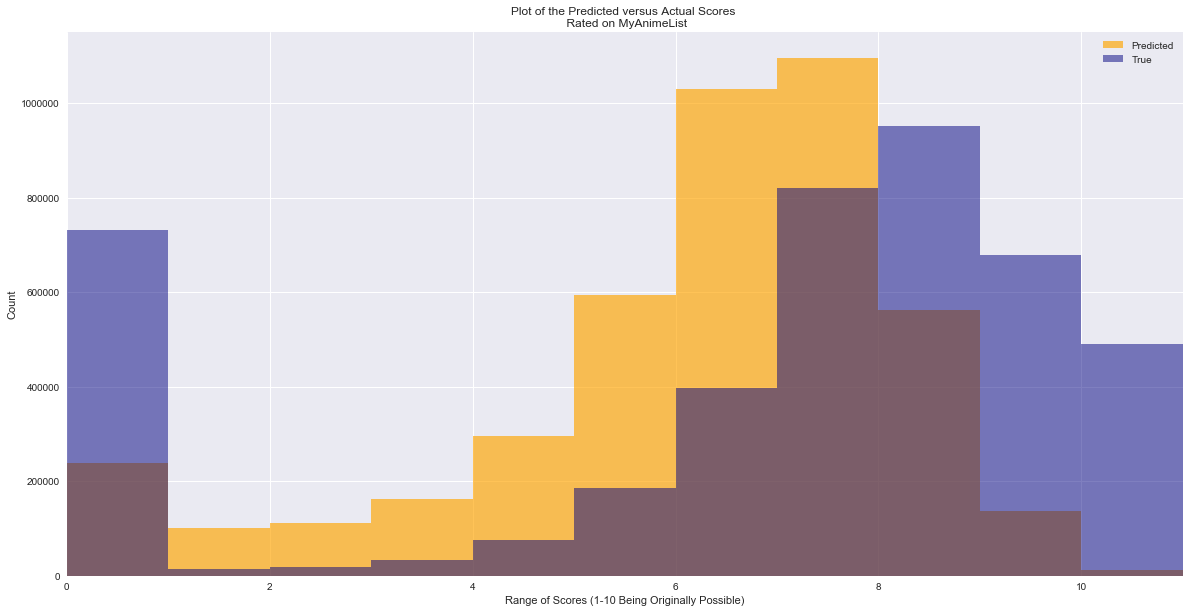 Plot of the Predicted versus Actual Scores
Rated on MyAnimeList
Predicted
True
1000000
800000
600000
400000
200000
0
Count
0 2 4 6 8 10
Range of Scores (1-10 Being Originally Possible)